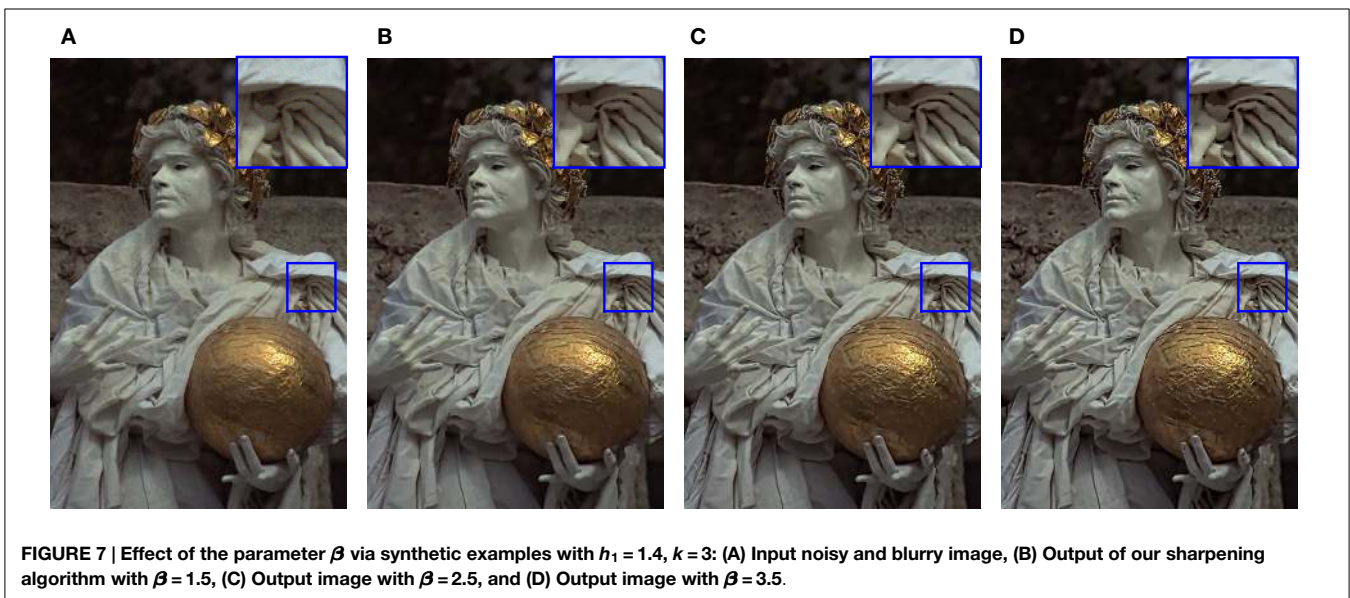 A B C D
FIGURE 7 | Effect of the parameter β via synthetic examples with h₁ = 1.4, k = 3: (A) Input noisy and blurry image, (B) Output of our sharpening
algorithm with β = 1.5, (C) Output image with β = 2.5, and (D) Output image with β = 3.5.